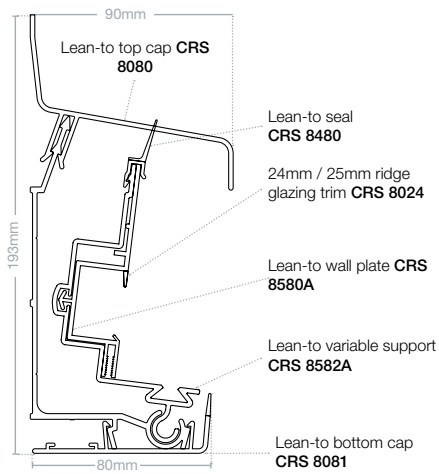 90mm
Lean-to top cap CRS
8080
Lean-to seal
CRS 8480
24mm / 25mm ridge
glazing trim CRS 8024
193mm
Lean-to wall plate CRS
8580A
Lean-to variable support
CRS 8582A
Lean-to bottom cap
CRS 8081
80mm